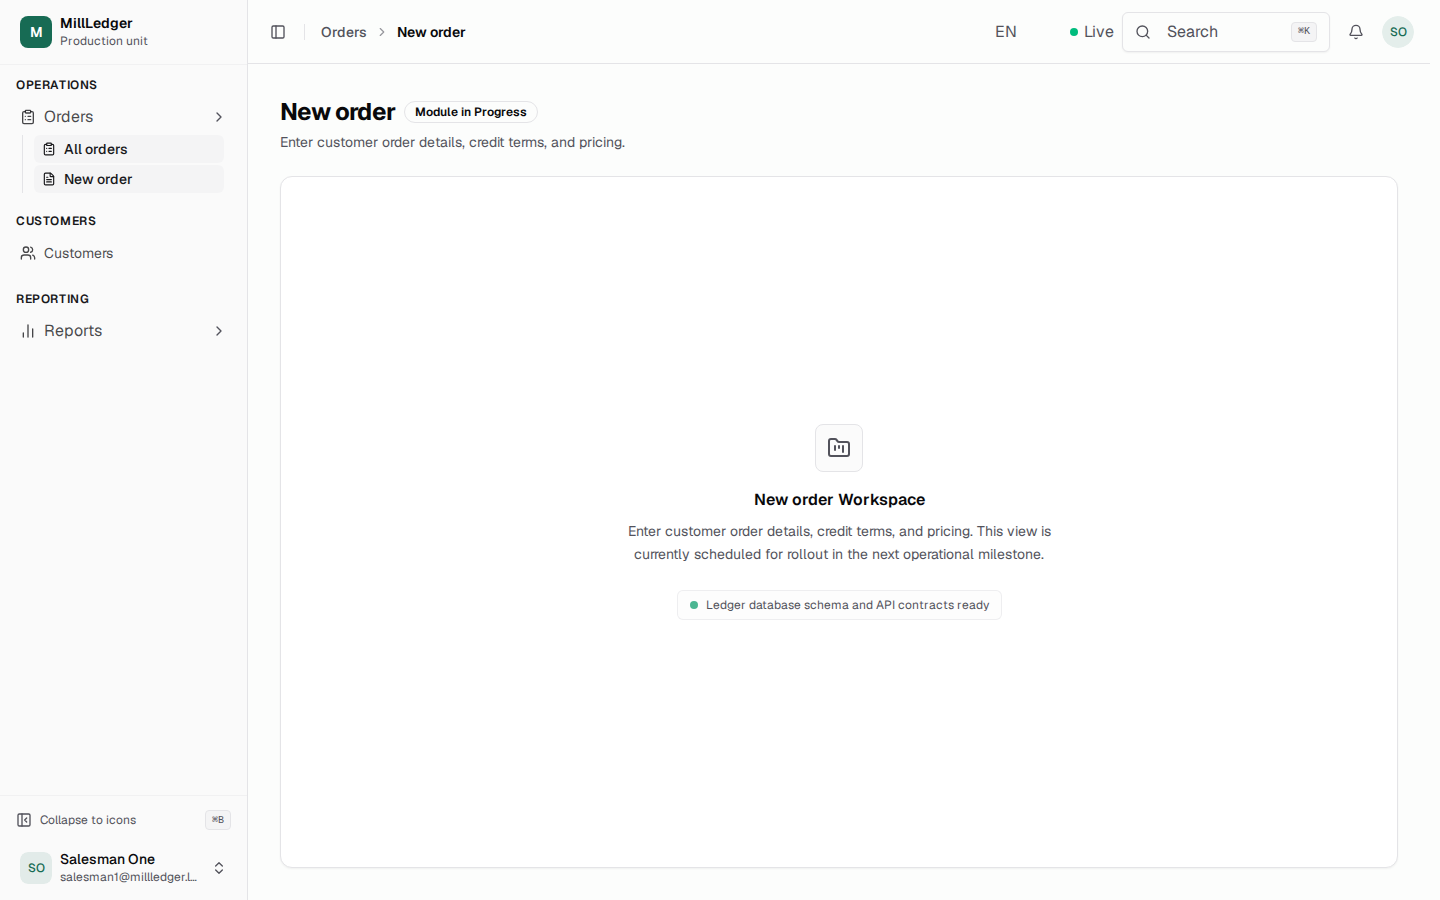 M
MillLedger
Production unit
OPERATIONS
Orders
All orders
New order
CUSTOMERS
Customers
REPORTING
Reports
Collapse to icons
⌘B
SO
Salesman One
salesman1@millledger.l...
Orders
New order
EN
Live
Search
⌘K
SO
New order
Module in Progress
Enter customer order details, credit terms, and pricing.
New order Workspace
Enter customer order details, credit terms, and pricing. This view is
currently scheduled for rollout in the next operational milestone.
Ledger database schema and API contracts ready